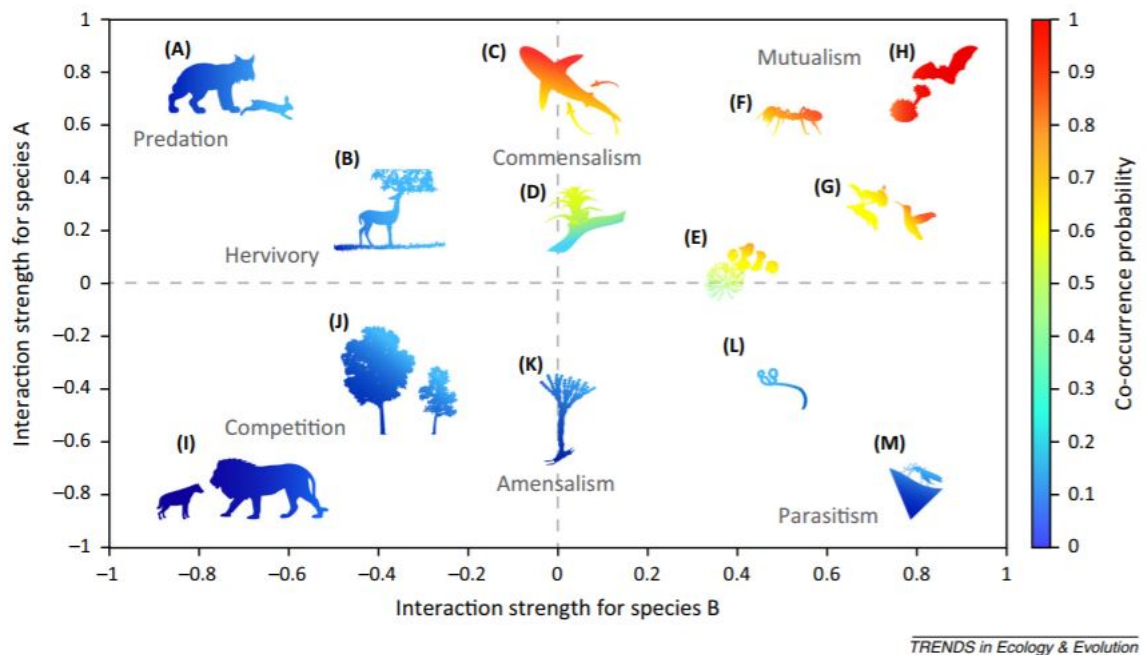 1
0.8
0.6
0.4
0.2
0
−0.2
−0.4
−0.6
−0.8
−1
Interaction strength for species A
(A)
Predation
(B)
Hervivory
(C)
Commensalism
(D)
Mutualism
(H)
(F)
(G)
(E)
(J)
Competition
(I)
(K)
Amensalism
(L)
(M)
Parasitism
−1 −0.8 −0.6 −0.4 −0.2 0 0.2 0.4 0.6 0.8 1
Interaction strength for species B
1
0.9
0.8
0.7
0.6
0.5
0.4
0.3
0.2
0.1
0
Co-occurrence probability
TRENDS in Ecology & Evolution